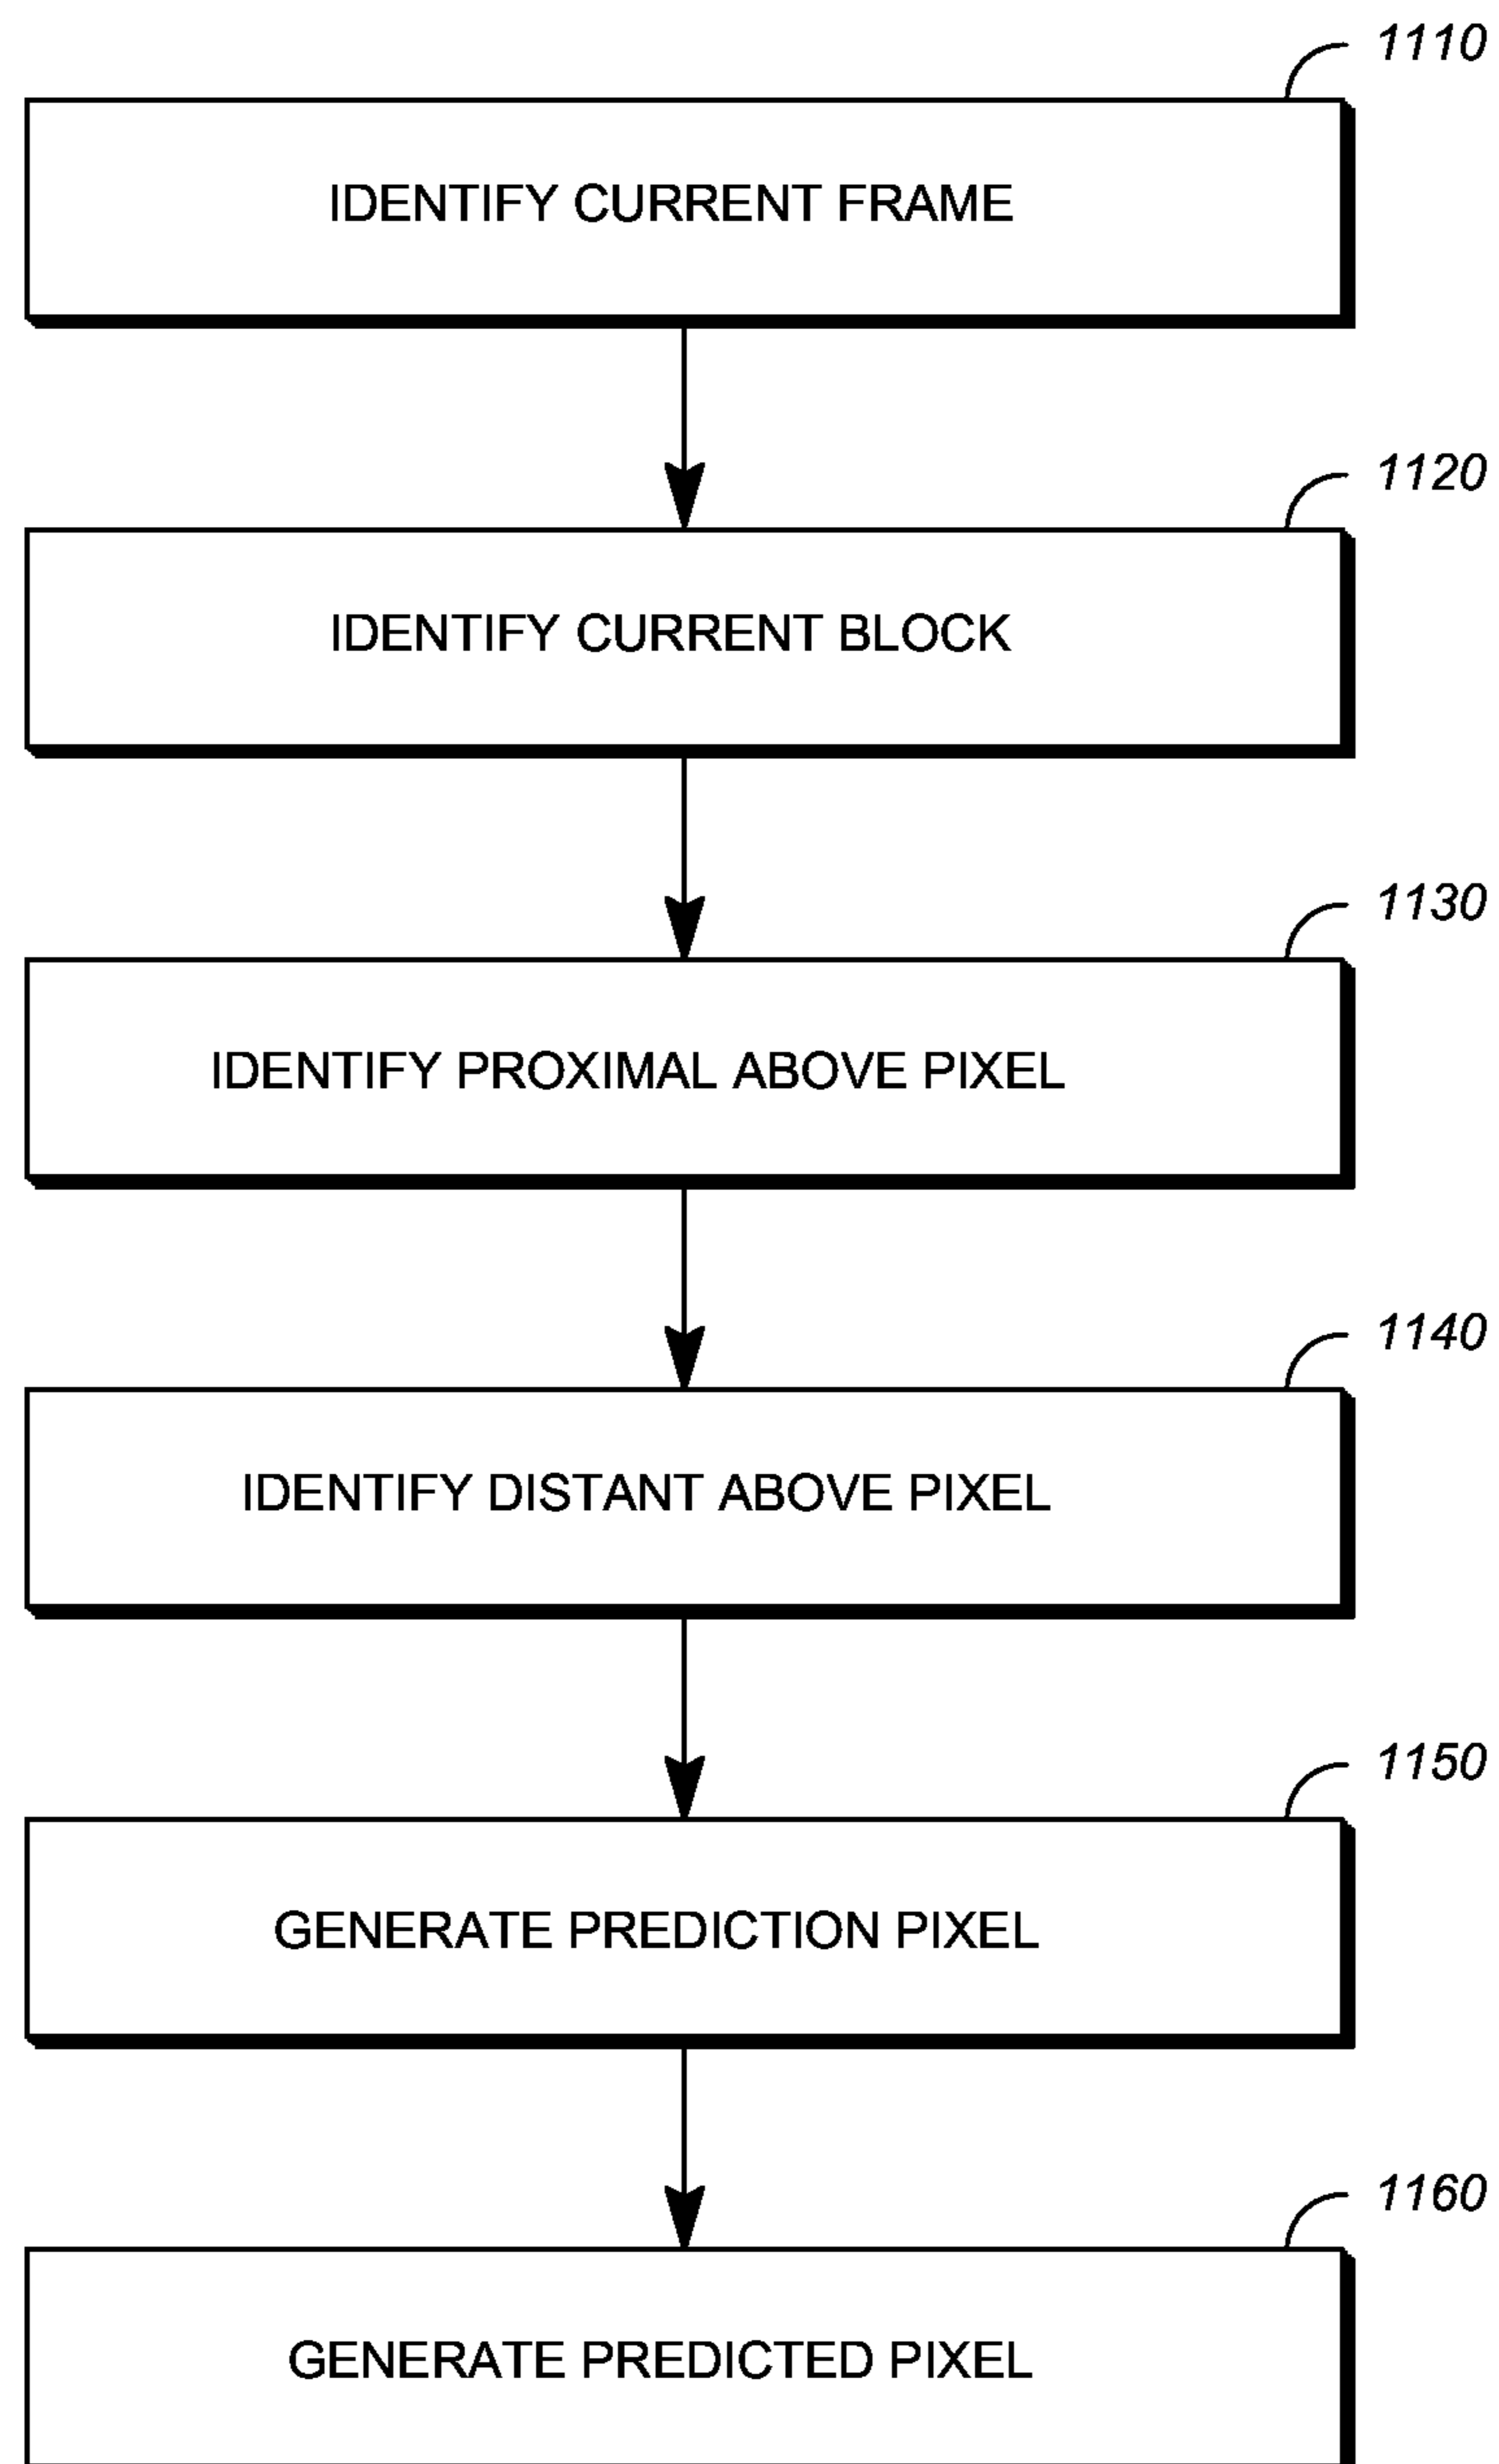 1110
IDENTIFY CURRENT FRAME
1120
IDENTIFY CURRENT BLOCK
1130
IDENTIFY PROXIMAL ABOVE PIXEL
1140
IDENTIFY DISTANT ABOVE PIXEL
1150
GENERATE PREDICTION PIXEL
1160
GENERATE PREDICTED PIXEL